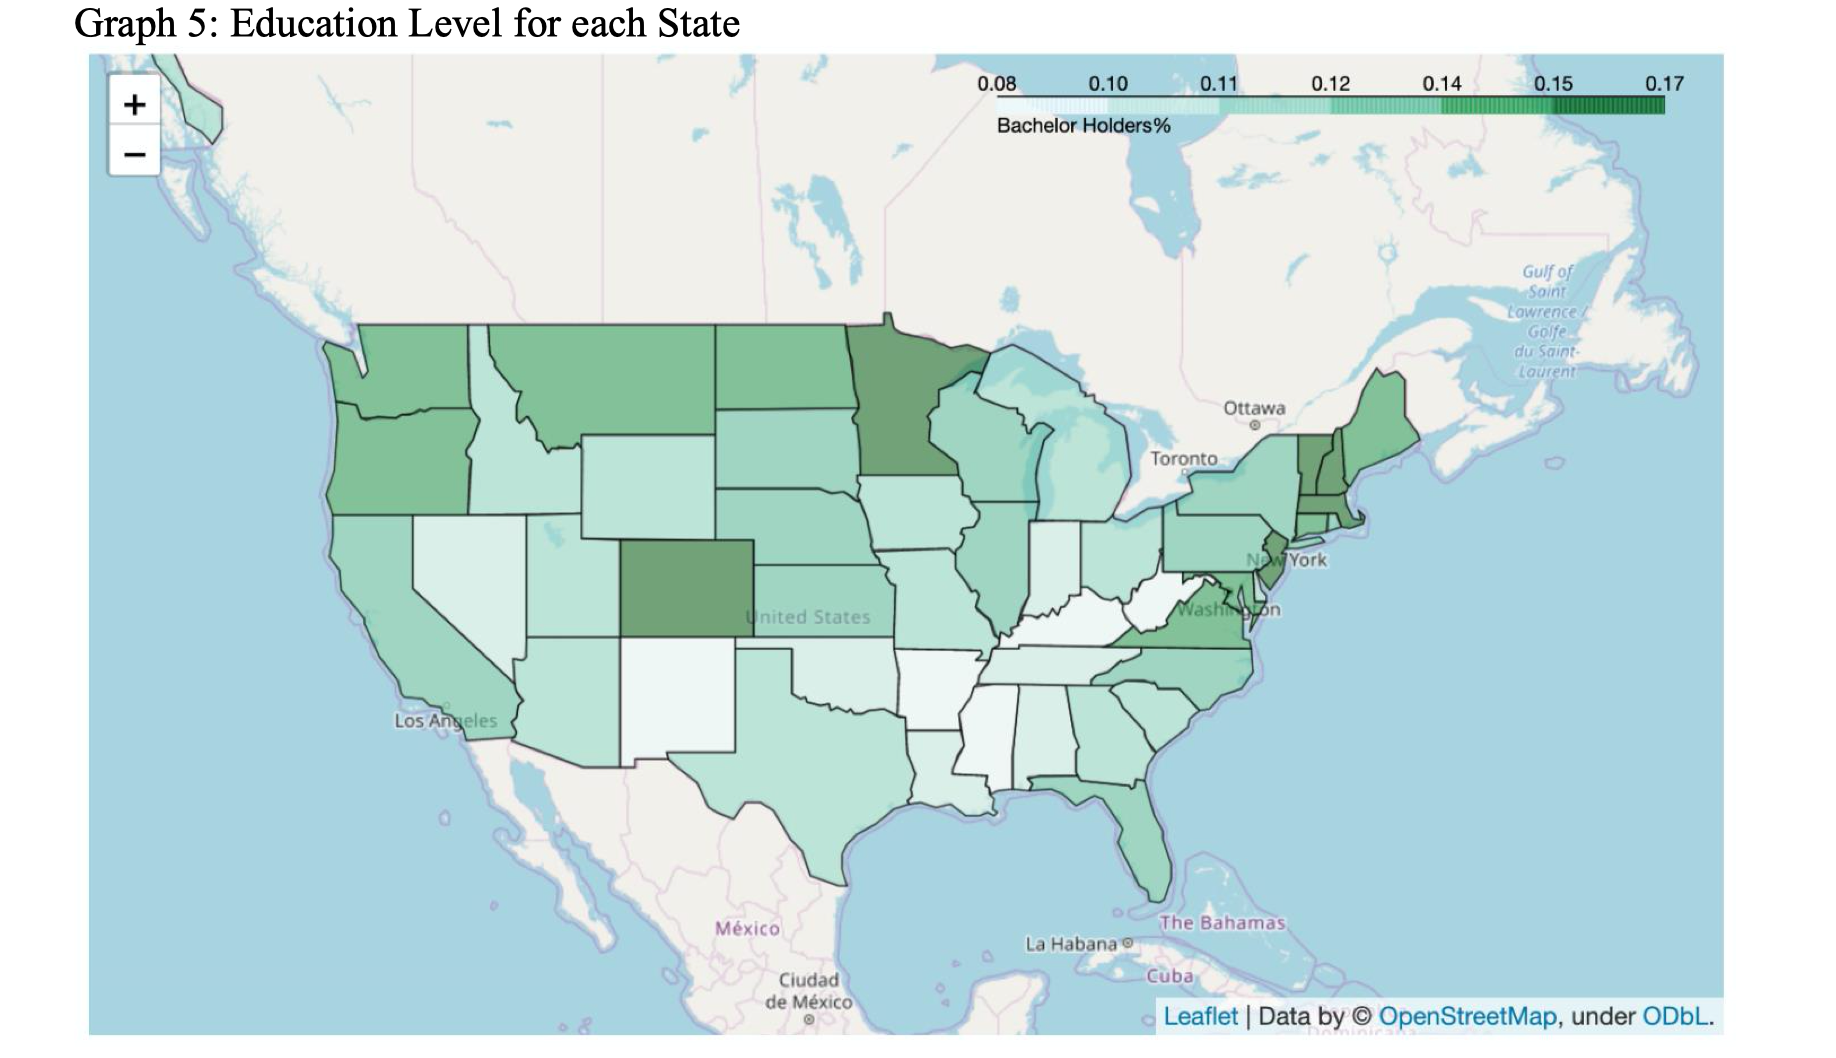 Graph 5: Education Level for each State
+
−
0.08 0.10 0.11 0.12 0.14 0.15 0.17
Bachelor Holders%
Gulf of
Saint
Lawrence /
Golfe
du Saint-
Laurent
Ottawa
Toronto
New York
United States
Washington
Los Angeles
México
The Bahamas
La Habana
Cuba
Ciudad
de México
Leaflet | Data by © OpenStreetMap, under ODbL.